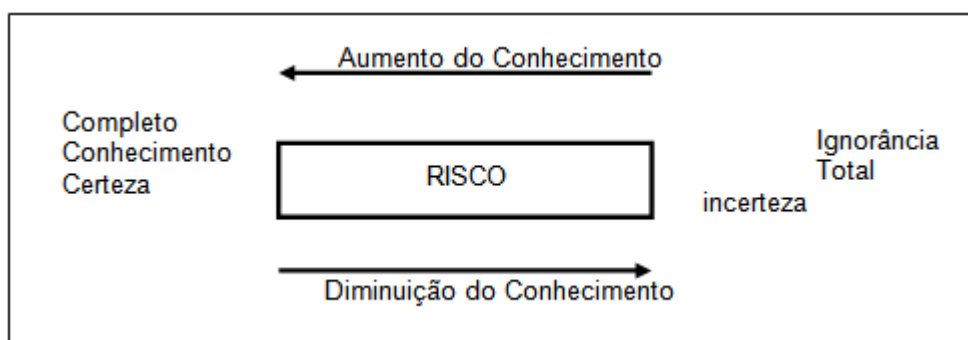 Aumento do Conhecimento
Completo
Conhecimento
Certeza
RISCO
Ignorância
Total
incerteza
Diminuição do Conhecimento